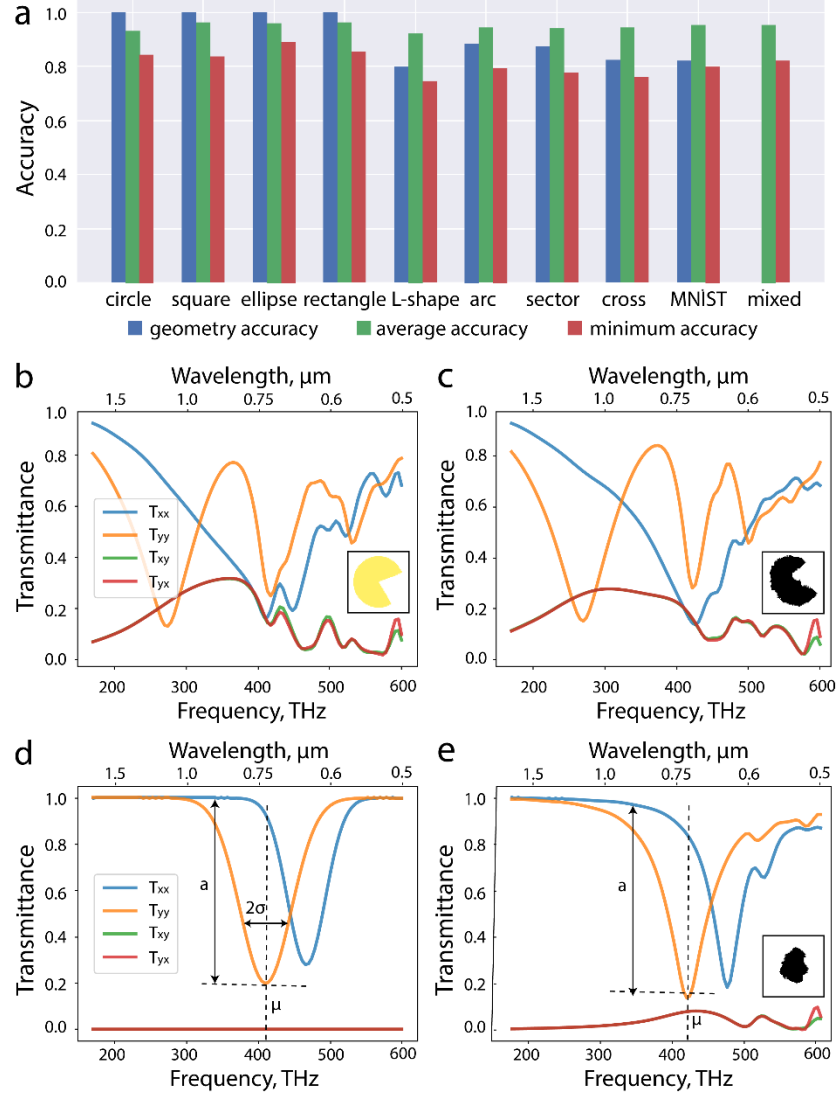 a
1.0
0.8
0.6
0.4
0.2
0.0
Accuracy
circle square ellipse rectangle L-shape arc sector cross MNIST mixed
geometry accuracy average accuracy minimum accuracy
b
Wavelength, μm
1.5 1.0 0.75 0.6 0.5
1.0
0.8
0.6
0.4
0.2
0.0
Transmittance
Txx
Tyy
Txy
Tyx
200 300 400 500 600
Frequency, THz
c
Wavelength, μm
1.5 1.0 0.75 0.6 0.5
1.0
0.8
0.6
0.4
0.2
0.0
Transmittance
200 300 400 500 600
Frequency, THz
d
Wavelength, μm
1.5 1.0 0.75 0.6 0.5
1.0
0.8
0.6
0.4
0.2
0.0
Transmittance
a
2σ
μ
Txx
Tyy
Txy
Tyx
200 300 400 500 600
Frequency, THz
e
Wavelength, μm
1.5 1.0 0.75 0.6 0.5
1.0
0.8
0.6
0.4
0.2
0.0
Transmittance
a
μ
200 300 400 500 600
Frequency, THz